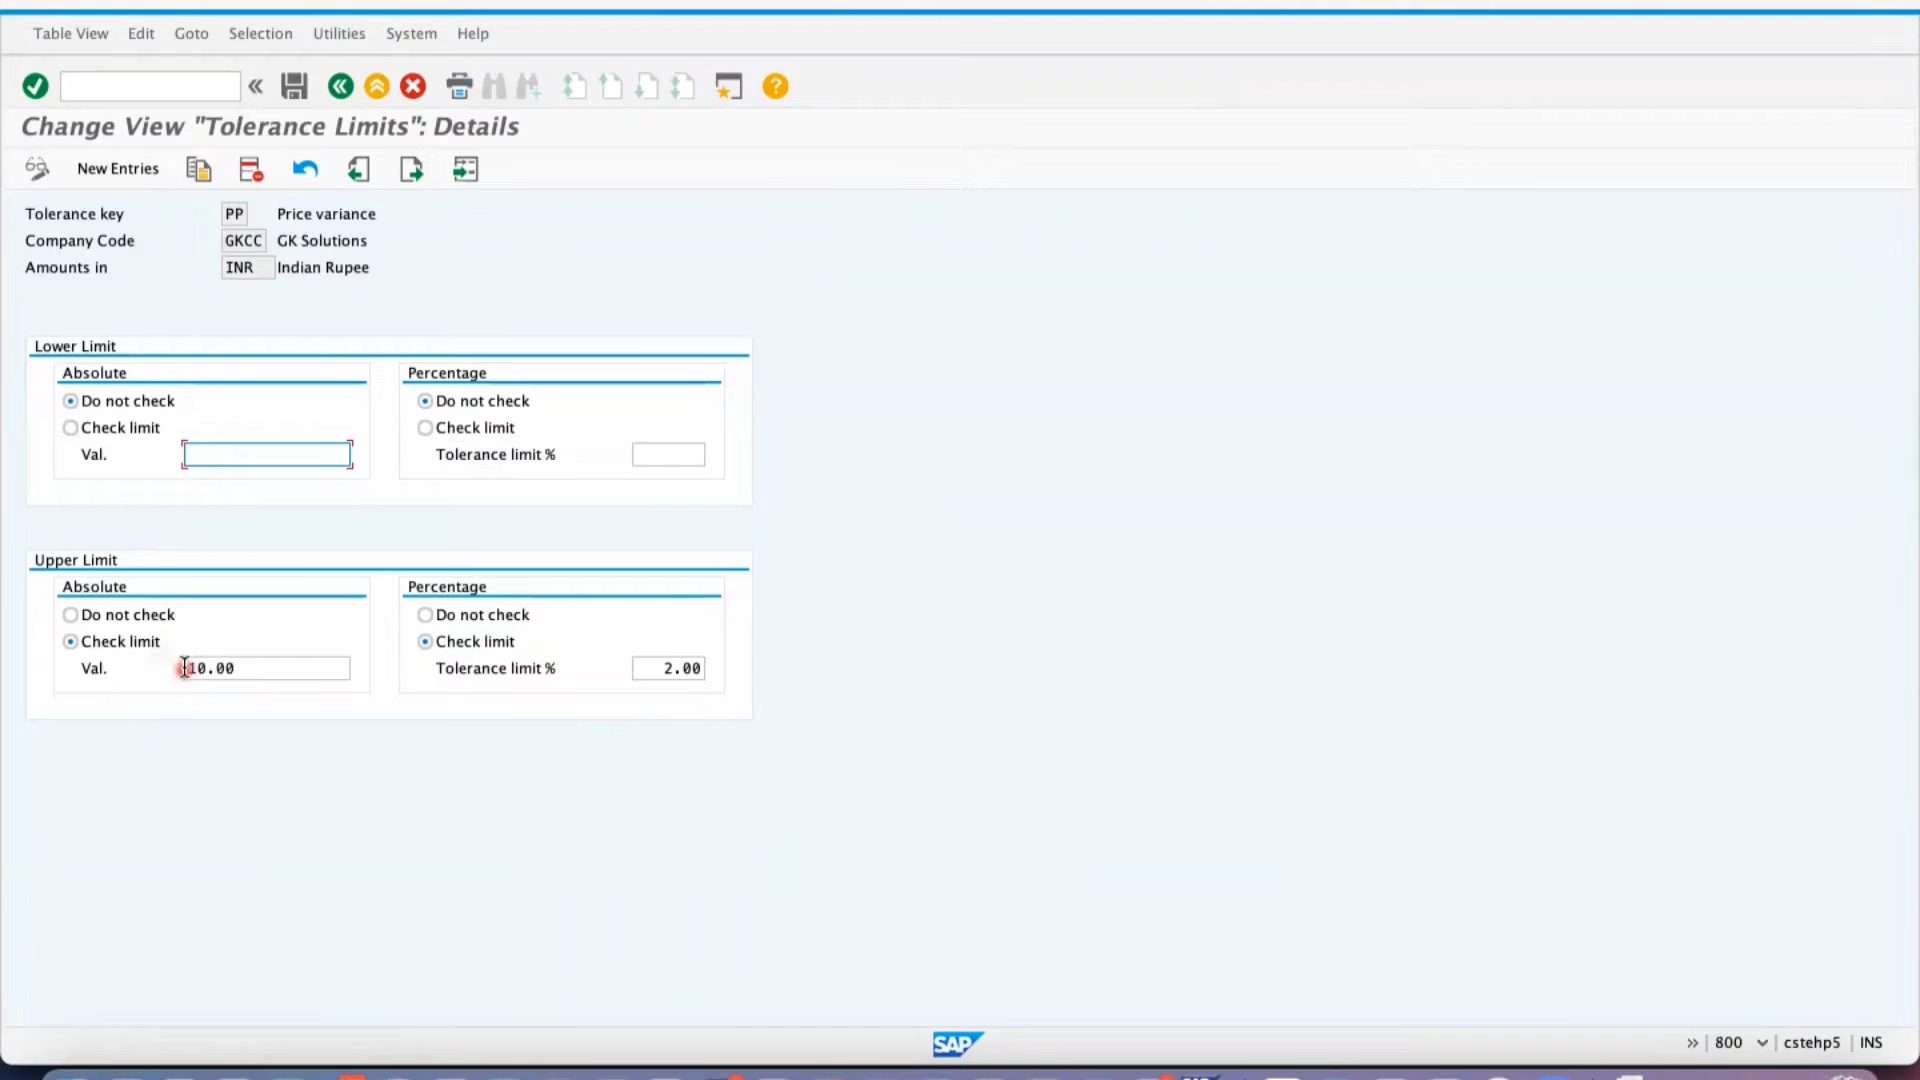 Table View Edit Goto Selection Utilities System Help
Change View "Tolerance Limits": Details
New Entries
Tolerance key PP Price variance
Company Code GKCC GK Solutions
Amounts in INR Indian Rupee
Lower Limit
Absolute Percentage
Do not check Do not check
Check limit Check limit
Val. Tolerance limit %
Upper Limit
Absolute Percentage
Do not check Do not check
Check limit Check limit
Val. 10.00 Tolerance limit % 2.00
SAP 800 cstehp5 INS